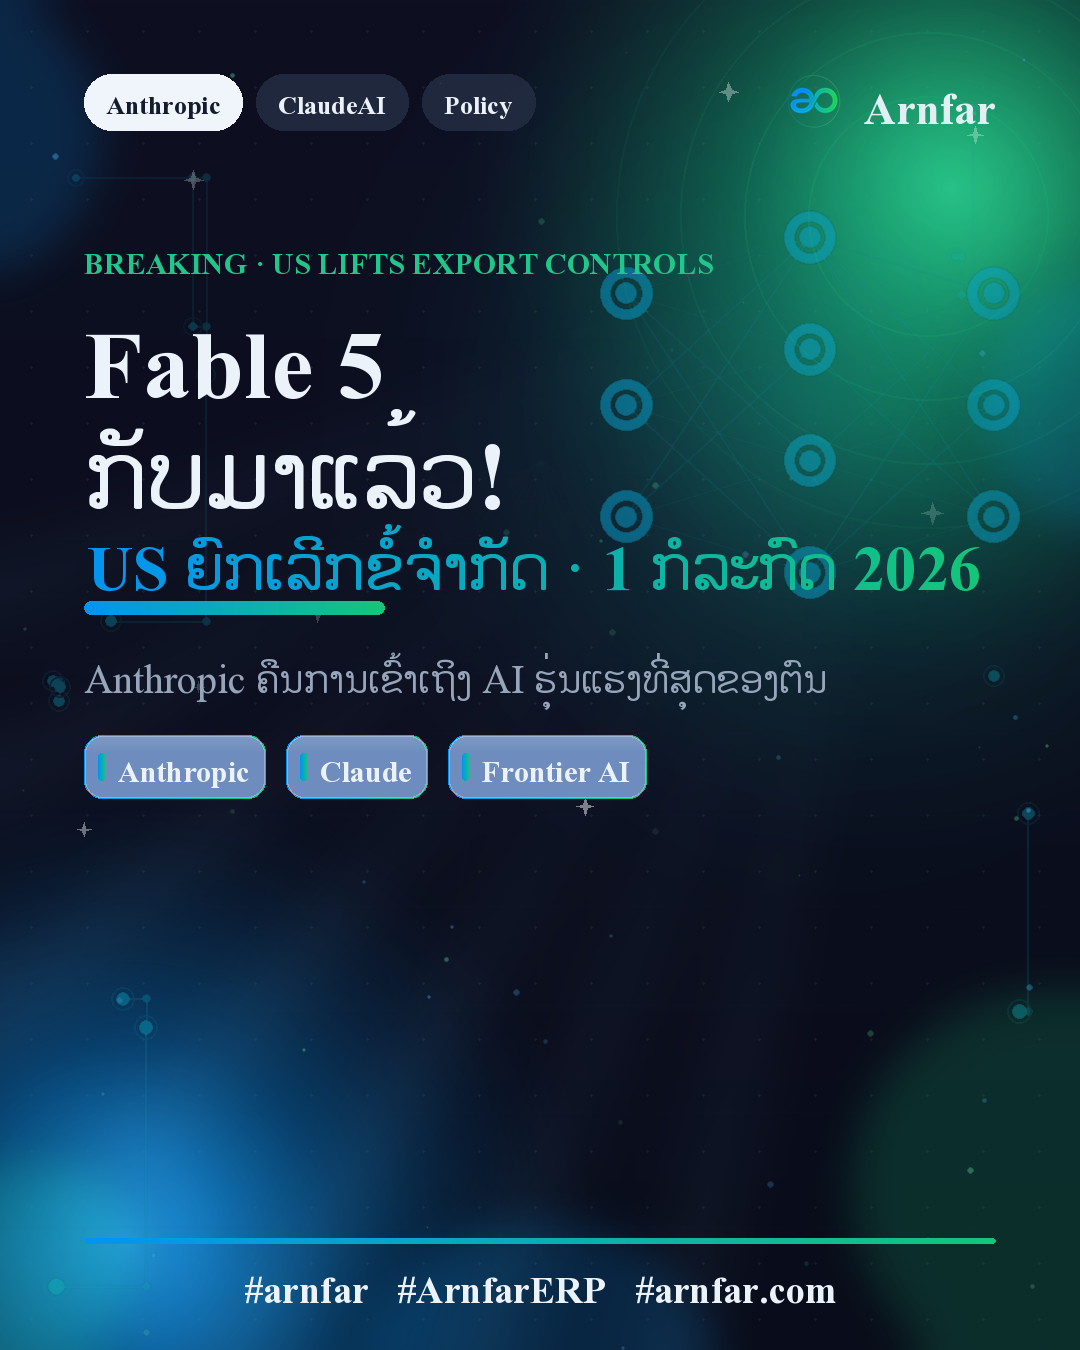 Anthropic ClaudeAI Policy Arnfar
BREAKING · US LIFTS EXPORT CONTROLS
Fable 5
ກັບມາແລ້ວ!
US ຍົກເລີກຂໍ້ຈຳກັດ · 1 ກໍລະກົດ 2026
Anthropic ຄືນການເຂົ້າເຖິງ AI ຮຸ່ນແຮງທີ່ສຸດຂອງຕົນ
Anthropic Claude Frontier AI
#arnfar #ArnfarERP #arnfar.com